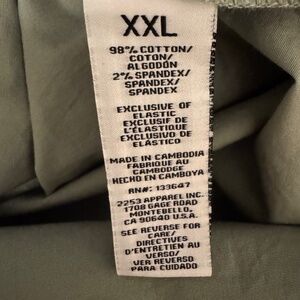 XXL
98% COTTON/
COTON/
ALGODÓN
2% SPANDEX/
SPANDEX/
SPANDEX
EXCLUSIVE OF
ELASTIC
EXCLUSIF DE
L'ÉLASTIQUE
EXCLUSIVO DE
ELÁSTICO
MADE IN CAMBODIA
FABRIQUÉ AU
CAMBODGE
HECHO EN CAMBOYA
RN#: 133647
2253 APPAREL INC.
1708 GAGE ROAD
MONTEBELLO,
CA 90640 U.S.A.
SEE REVERSE FOR
CARE/
DIRECTIVES
D'ENTRETIEN AU
VERSO/
VER REVERSO
PARA CUIDADO